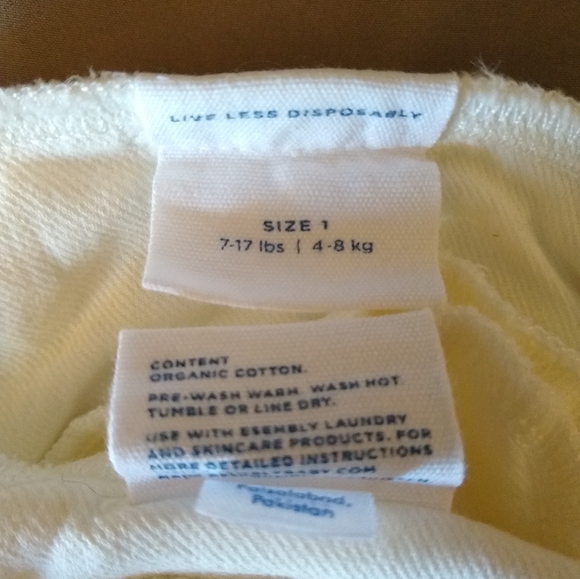 LIVE LESS DISPOSABLY
SIZE 1
7-17 lbs | 4-8 kg
CONTENT
ORGANIC COTTON.
PRE-WASH WARM. WASH HOT.
TUMBLE OR LINE DRY.
USE WITH ESEMBLY LAUNDRY
AND SKINCARE PRODUCTS. FOR
MORE DETAILED INSTRUCTIONS
Faisalabad,
Pakistan